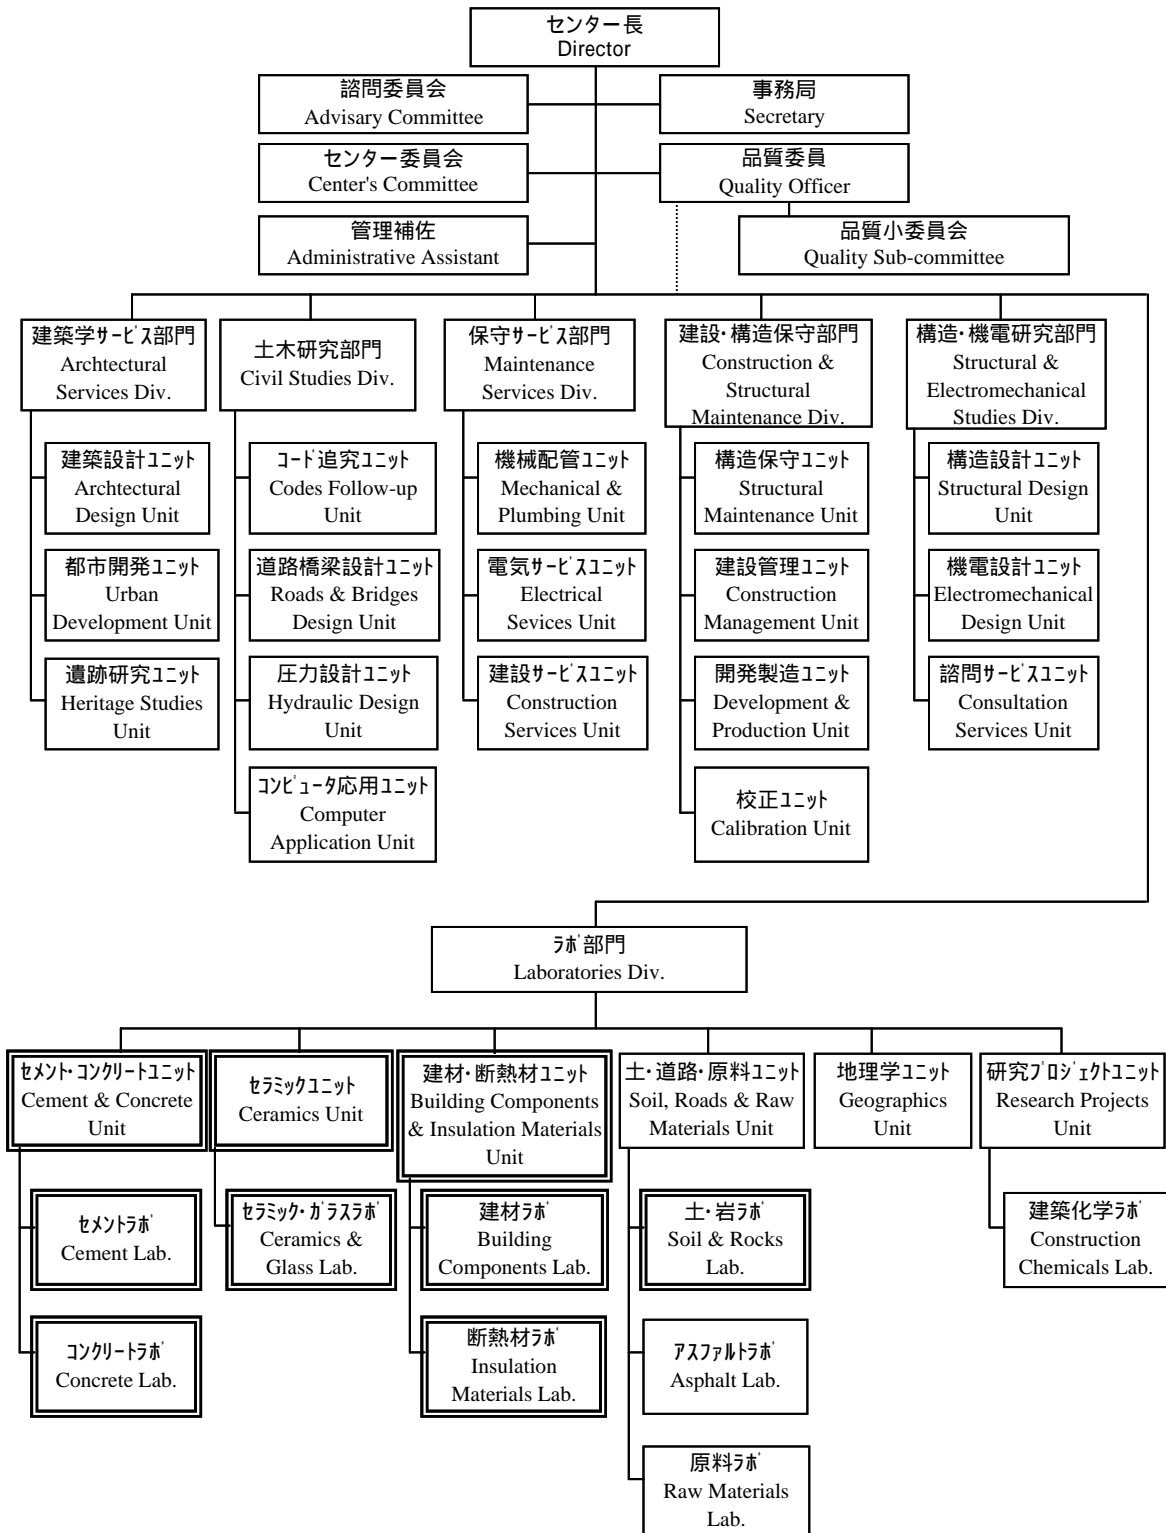 センター長
Director
諮問委員会
Advisary Committee
事務局
Secretary
センター委員会
Center's Committee
品質委員
Quality Officer
管理補佐
Administrative Assistant
品質小委員会
Quality Sub-committee
建築学ｻｰﾋﾞｽ部門
Archtectural
Services Div.
土木研究部門
Civil Studies Div.
保守ｻｰﾋﾞｽ部門
Maintenance
Services Div.
建設・構造保守部門
Construction &
Structural
Maintenance Div.
構造・機電研究部門
Structural &
Electromechanical
Studies Div.
建築設計ﾕﾆｯﾄ
Archtectural
Design Unit
ｺｰﾄﾞ追究ﾕﾆｯﾄ
Codes Follow-up
Unit
機械配管ﾕﾆｯﾄ
Mechanical &
Plumbing Unit
構造保守ﾕﾆｯﾄ
Structural
Maintenance Unit
構造設計ﾕﾆｯﾄ
Structural Design
Unit
都市開発ﾕﾆｯﾄ
Urban
Development Unit
道路橋梁設計ﾕﾆｯﾄ
Roads & Bridges
Design Unit
電気ｻｰﾋﾞｽﾕﾆｯﾄ
Electrical
Sevices Unit
建設管理ﾕﾆｯﾄ
Construction
Management Unit
機電設計ﾕﾆｯﾄ
Electromechanical
Design Unit
遺跡研究ﾕﾆｯﾄ
Heritage Studies
Unit
圧力設計ﾕﾆｯﾄ
Hydraulic Design
Unit
建設ｻｰﾋﾞｽﾕﾆｯﾄ
Construction
Services Unit
開発製造ﾕﾆｯﾄ
Development &
Production Unit
諮問ｻｰﾋﾞｽﾕﾆｯﾄ
Consultation
Services Unit
ｺﾝﾋﾟｭｰﾀ応用ﾕﾆｯﾄ
Computer
Application Unit
校正ﾕﾆｯﾄ
Calibration Unit
ﾗﾎﾞ部門
Laboratories Div.
ｾﾒﾝﾄ・ｺﾝｸﾘｰﾄﾕﾆｯﾄ
Cement & Concrete
Unit
ｾﾗﾐｯｸﾕﾆｯﾄ
Ceramics Unit
建材・断熱材ﾕﾆｯﾄ
Building Components
& Insulation Materials
Unit
土・道路・原料ﾕﾆｯﾄ
Soil, Roads & Raw
Materials Unit
地理学ﾕﾆｯﾄ
Geographics
Unit
研究ﾌﾟﾛｼﾞｪｸﾄﾕﾆｯﾄ
Research Projects
Unit
ｾﾒﾝﾄﾗﾎﾞ
Cement Lab.
ｾﾗﾐｯｸ・ｶﾞﾗｽﾗﾎﾞ
Ceramics &
Glass Lab.
建材ﾗﾎﾞ
Building
Components Lab.
土・岩ﾗﾎﾞ
Soil & Rocks
Lab.
建築化学ﾗﾎﾞ
Construction
Chemicals Lab.
ｺﾝｸﾘｰﾄﾗﾎﾞ
Concrete Lab.
断熱材ﾗﾎﾞ
Insulation
Materials Lab.
ｱｽﾌｧﾙﾄﾗﾎﾞ
Asphalt Lab.
原料ﾗﾎﾞ
Raw Materials
Lab.